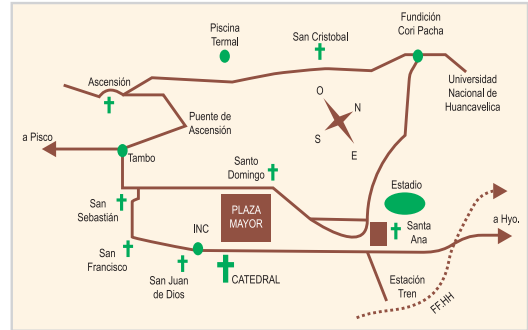 Fundición
Cori Pacha
Piscina
Termal
San Cristobal
Ascensión
Universidad
Nacional de
Huancavelica
O
N
S
E
Puente de
Ascensión
a Pisco
Tambo
Santo
Domingo
Estadio
San
Sebastián
PLAZA
MAYOR
INC
Santa
Ana
a Hyo.
San
Francisco
San Juan
de Dios
CATEDRAL
Estación
Tren
FF.HH